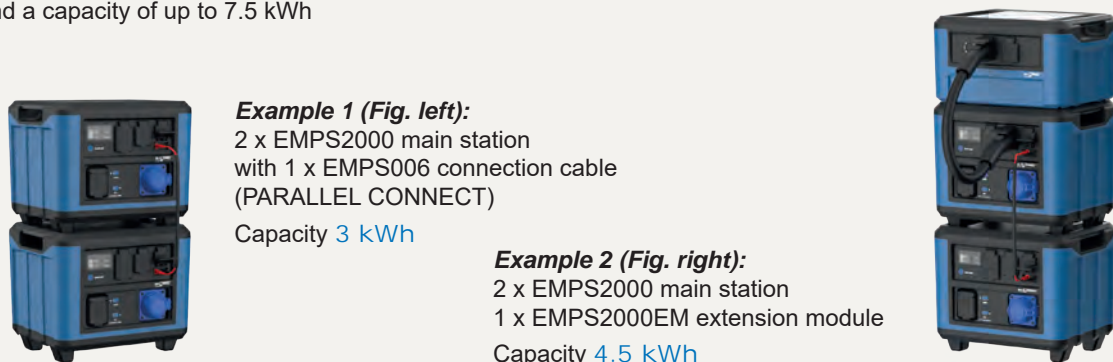 nd a capacity of up to 7.5 kWh
Example 1 (Fig. left):
2 x EMPS2000 main station
with 1 x EMPS006 connection cable
(PARALLEL CONNECT)
Capacity 3 kWh
Example 2 (Fig. right):
2 x EMPS2000 main station
1 x EMPS2000EM extension module
Capacity 4.5 kWh